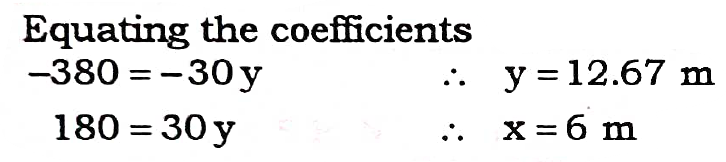 Equating the coefficients
–380 = –30 y ∴ y = 12.67 m
180 = 30 y ∴ x = 6 m